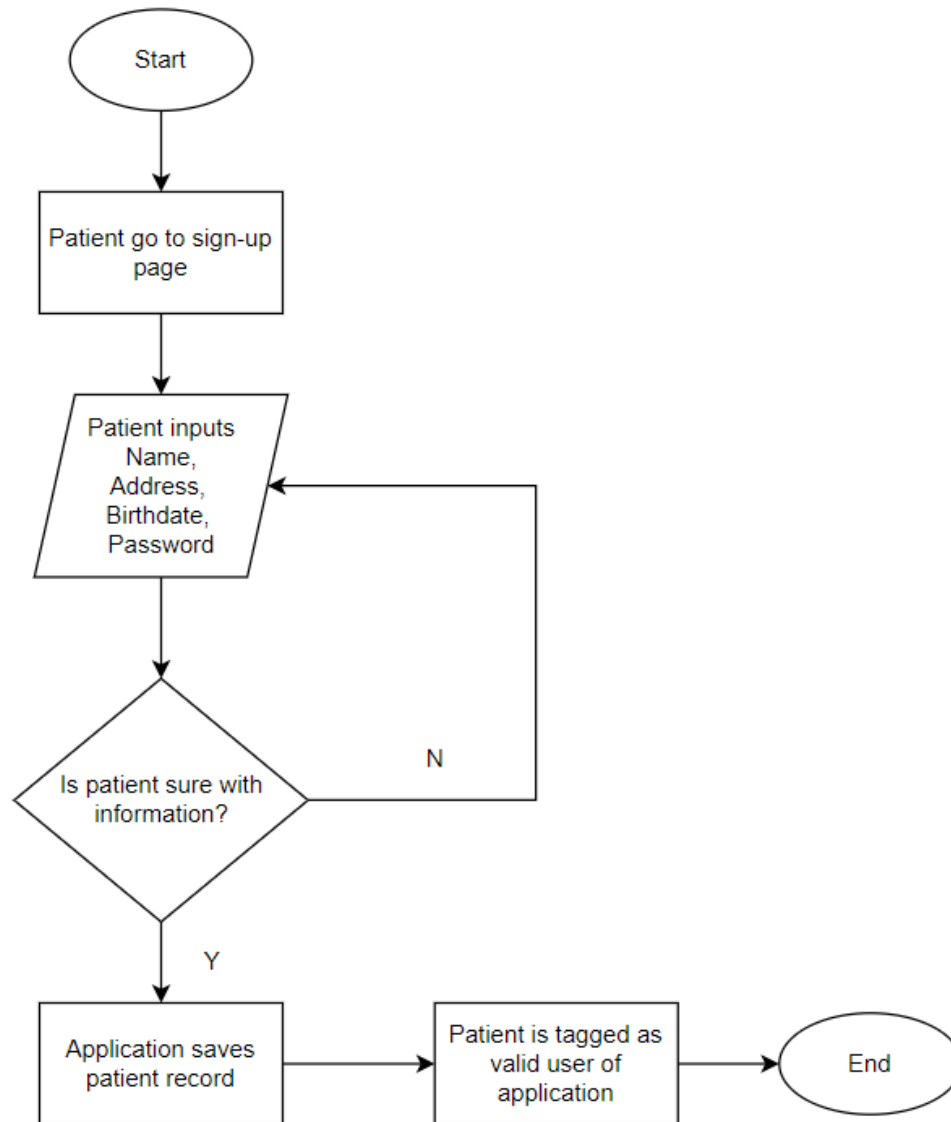 Start
Patient go to sign-up
page
Patient inputs
Name,
Address,
Birthdate,
Password
Is patient sure with
information?
N
Y
Application saves
patient record
Patient is tagged as
valid user of
application
End